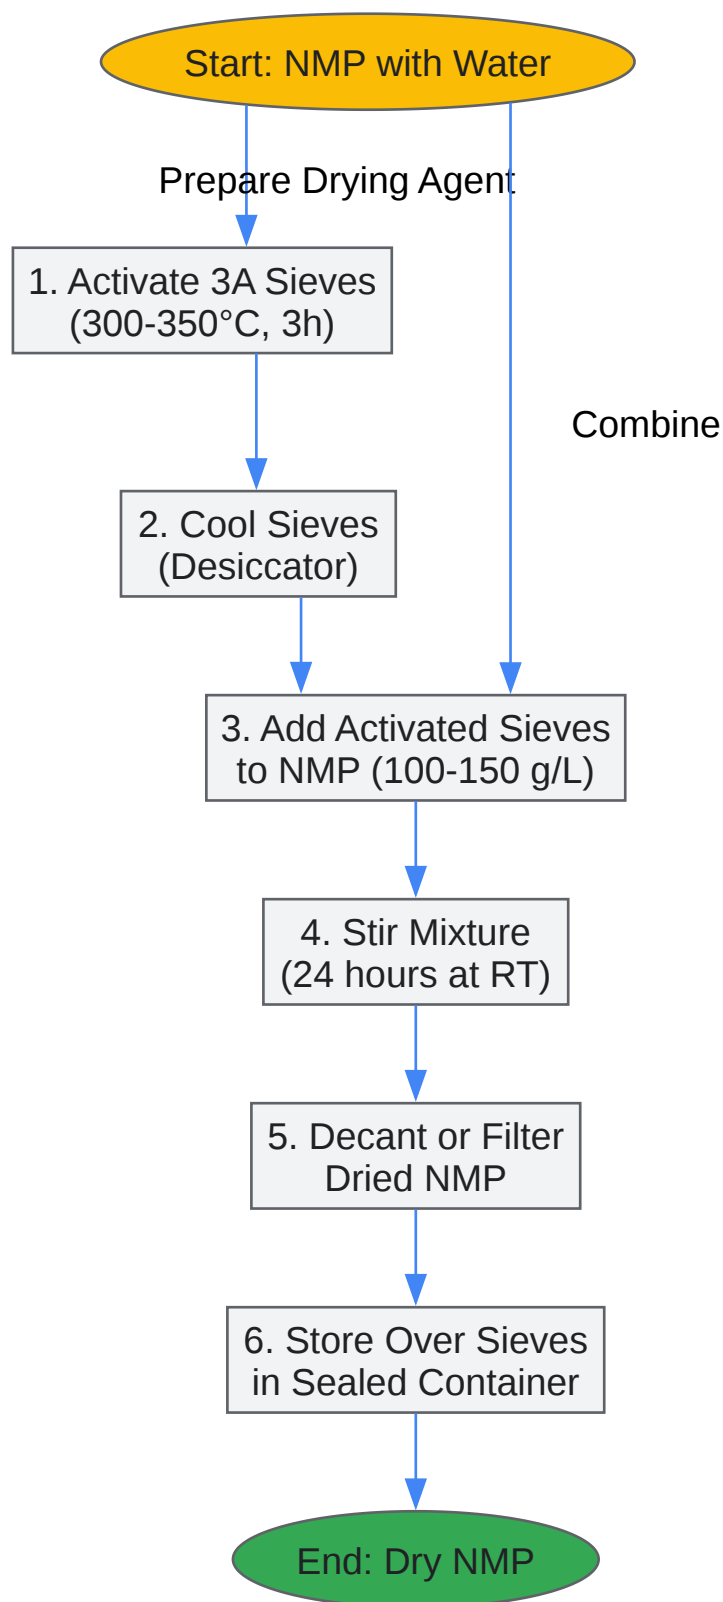 Start: NMP with Water
Prepare Drying Agent
1. Activate 3A Sieves
(300-350°C, 3h)
Combine
2. Cool Sieves
(Desiccator)
3. Add Activated Sieves
to NMP (100-150 g/L)
4. Stir Mixture
(24 hours at RT)
5. Decant or Filter
Dried NMP
6. Store Over Sieves
in Sealed Container
End: Dry NMP